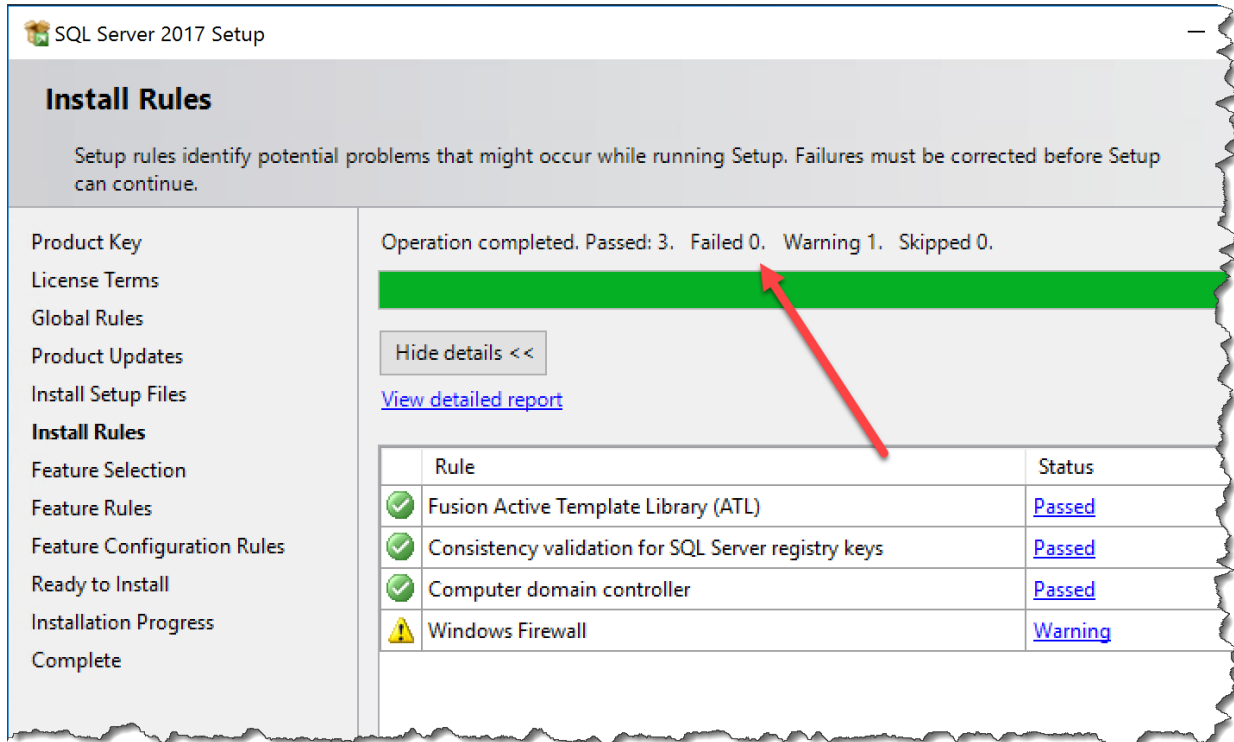 SQL Server 2017 Setup
Install Rules
Setup rules identify potential problems that might occur while running Setup. Failures must be corrected before Setup
can continue.
Product Key
License Terms
Global Rules
Product Updates
Install Setup Files
Install Rules
Feature Selection
Feature Rules
Feature Configuration Rules
Ready to Install
Installation Progress
Complete
Operation completed. Passed: 3. Failed 0. Warning 1. Skipped 0.
Hide details <<
View detailed report
Rule Status
Fusion Active Template Library (ATL) Passed
Consistency validation for SQL Server registry keys Passed
Computer domain controller Passed
Windows Firewall Warning